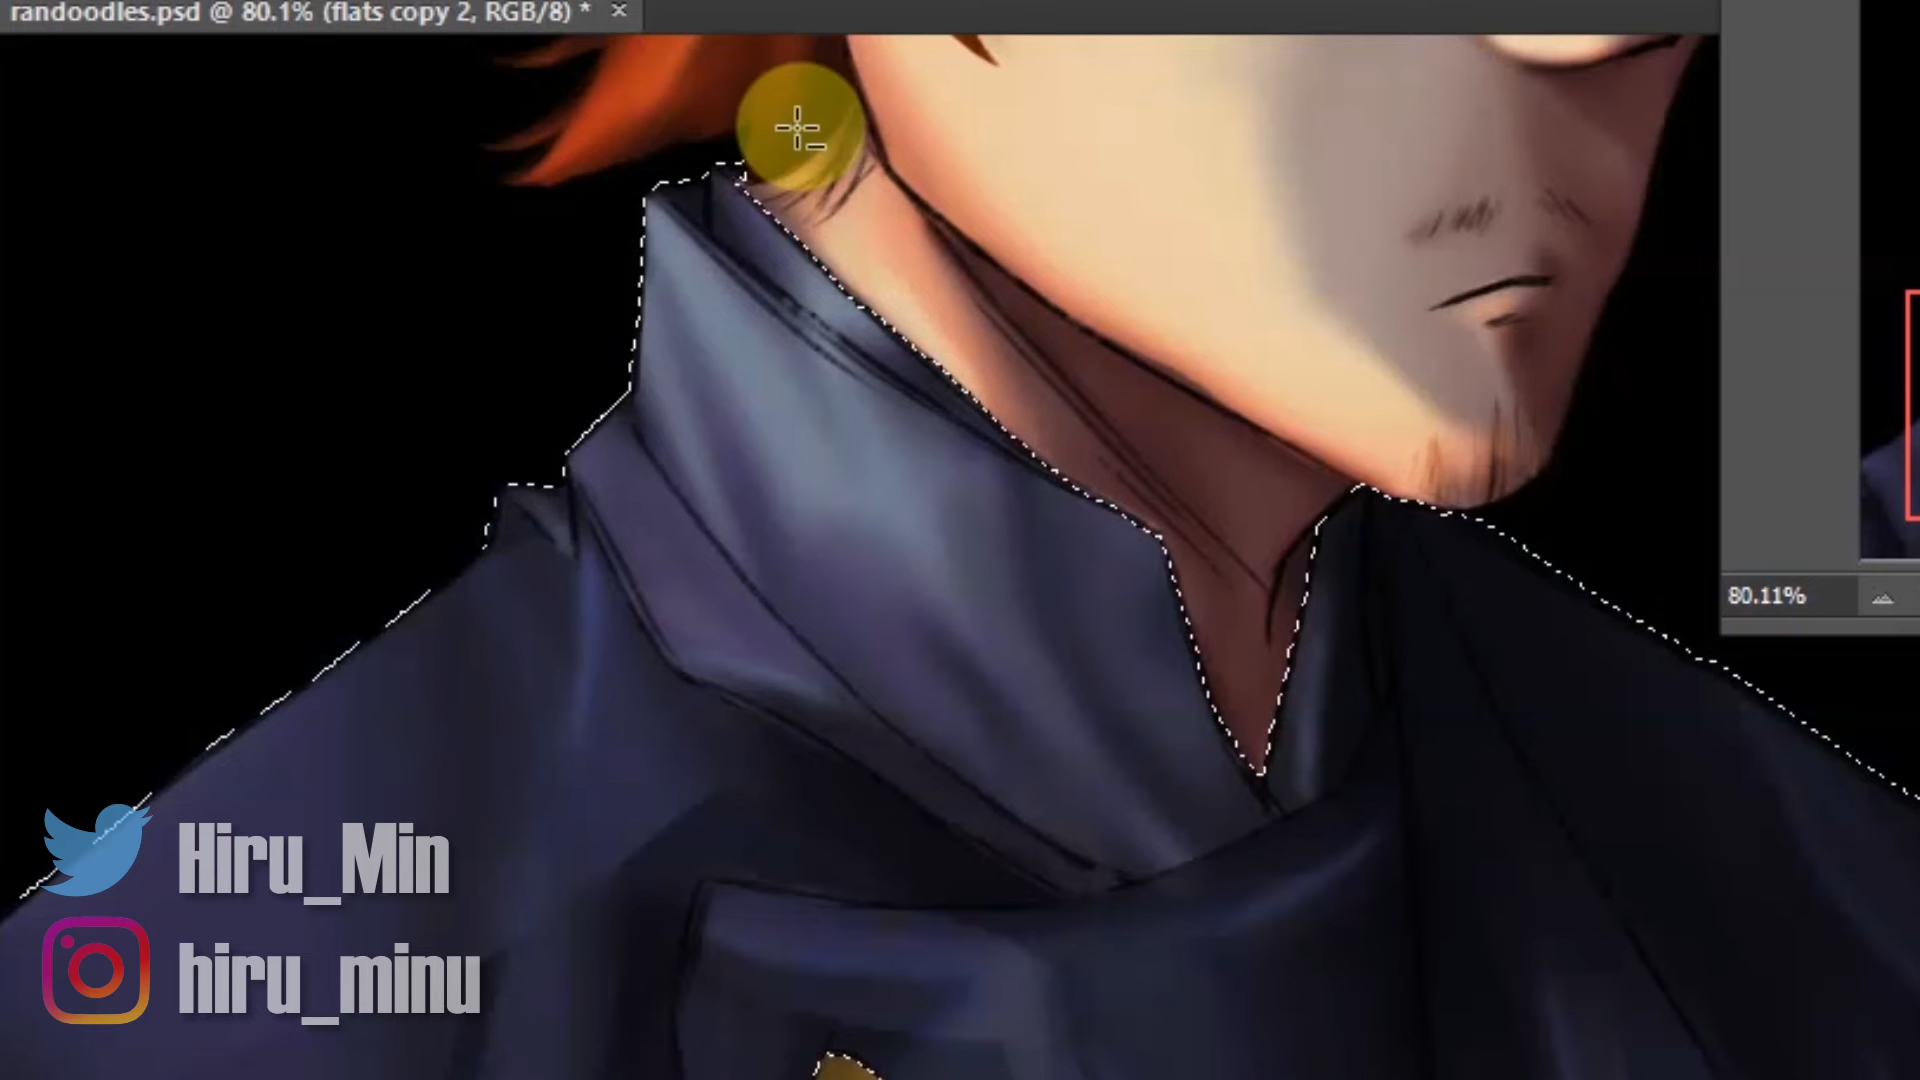 randoodles.psd @ 80.1% (flats copy 2, RGB/8) *
80.11%
Hiru_Min
hiru_minu